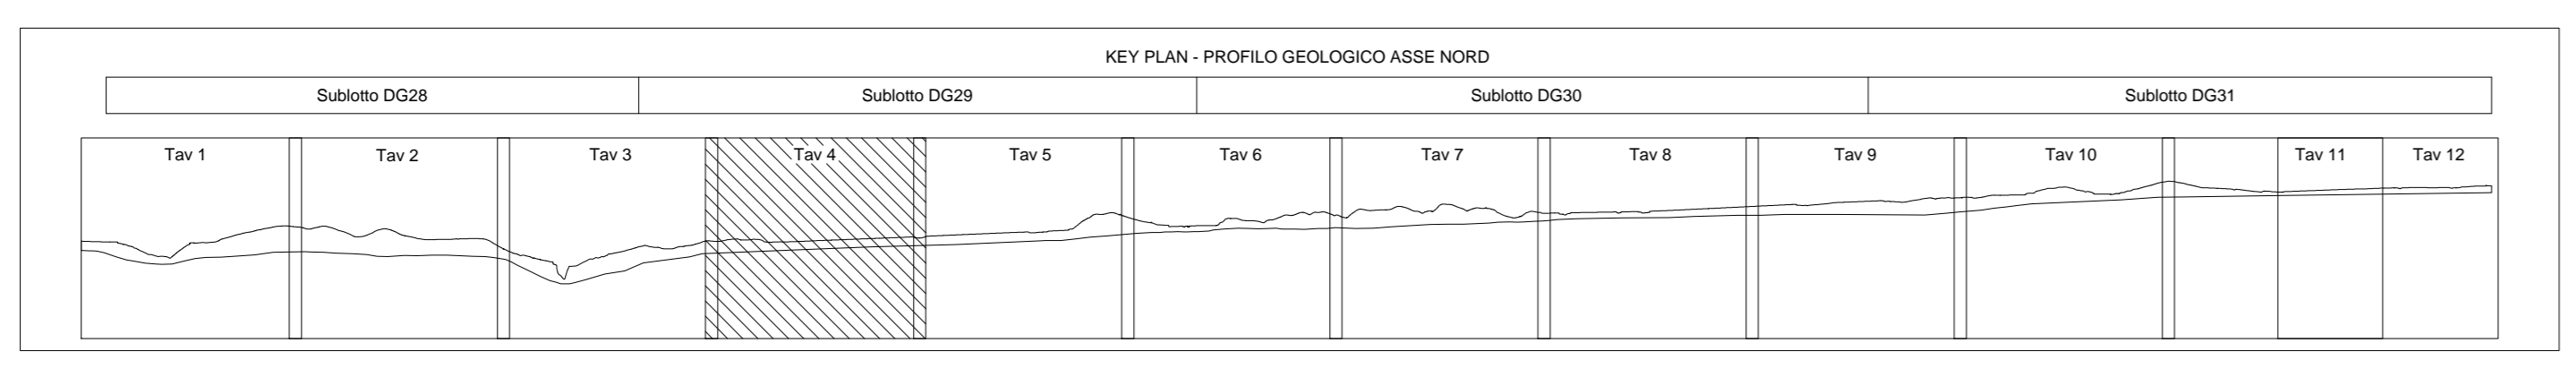 KEY PLAN - PROFILO GEOLOGICO ASSE NORD
Sublotto DG28 Sublotto DG29 Sublotto DG30 Sublotto DG31
Tav 1 Tav 2 Tav 3 Tav 4 Tav 5 Tav 6 Tav 7 Tav 8 Tav 9 Tav 10 Tav 11 Tav 12